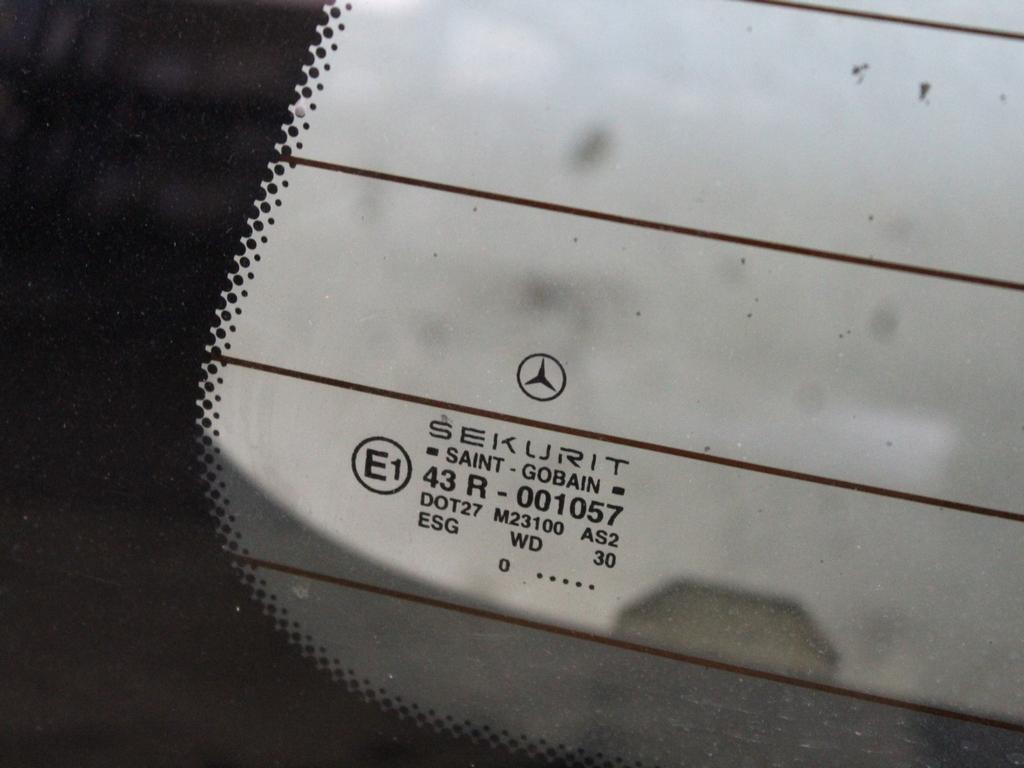 SEKURIT
SAINT - GOBAIN
E1
43 R - 001057
DOT27 M23100 AS2
ESG WD 30
0 .....